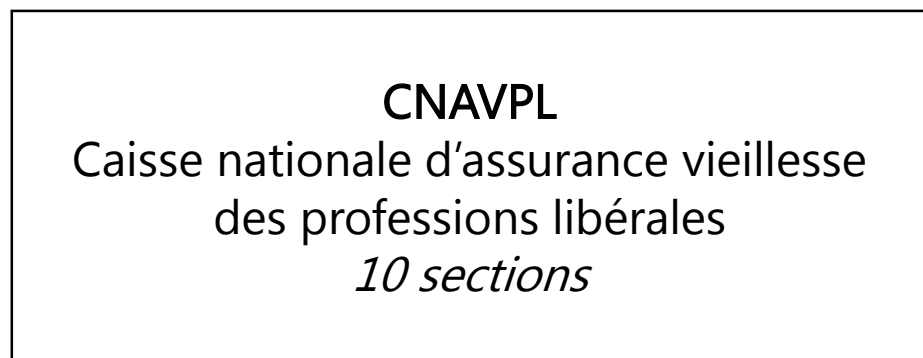 CNAVPL
Caisse nationale d’assurance vieillesse
des professions libérales
10 sections